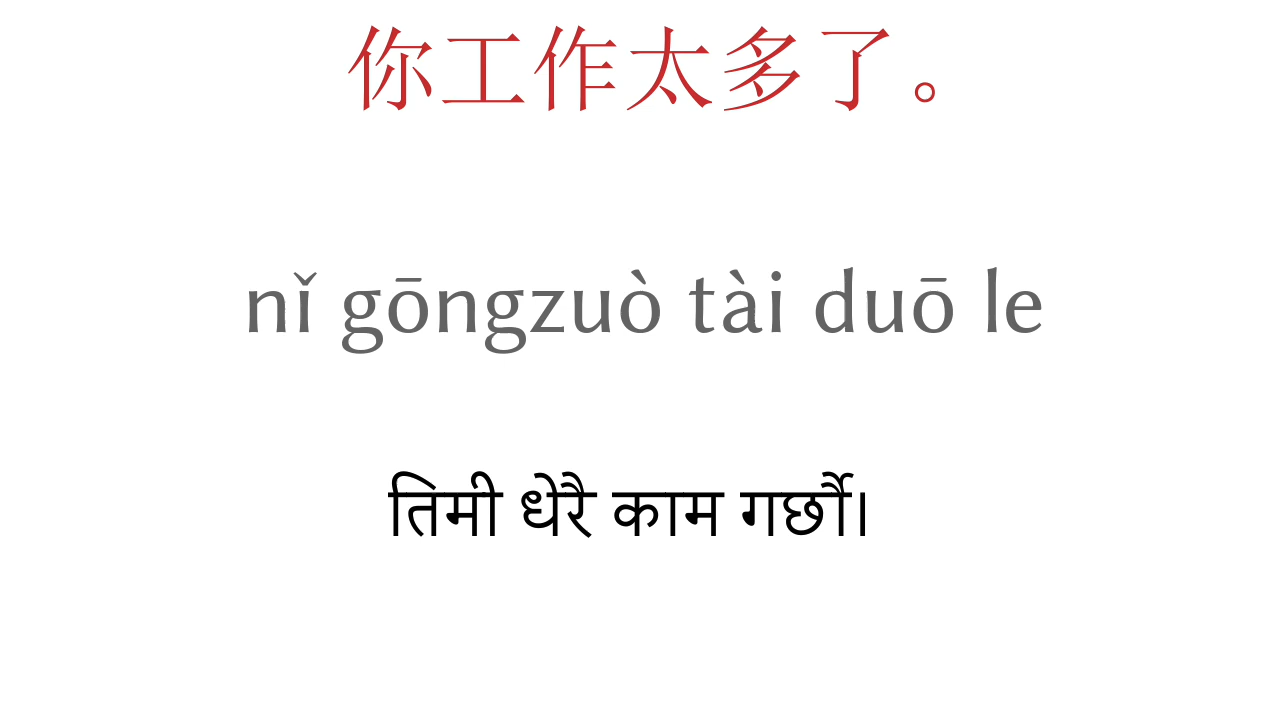 你工作太多了。
nǐ gōngzuò tài duō le
तिमी धेरै काम गर्छौ।